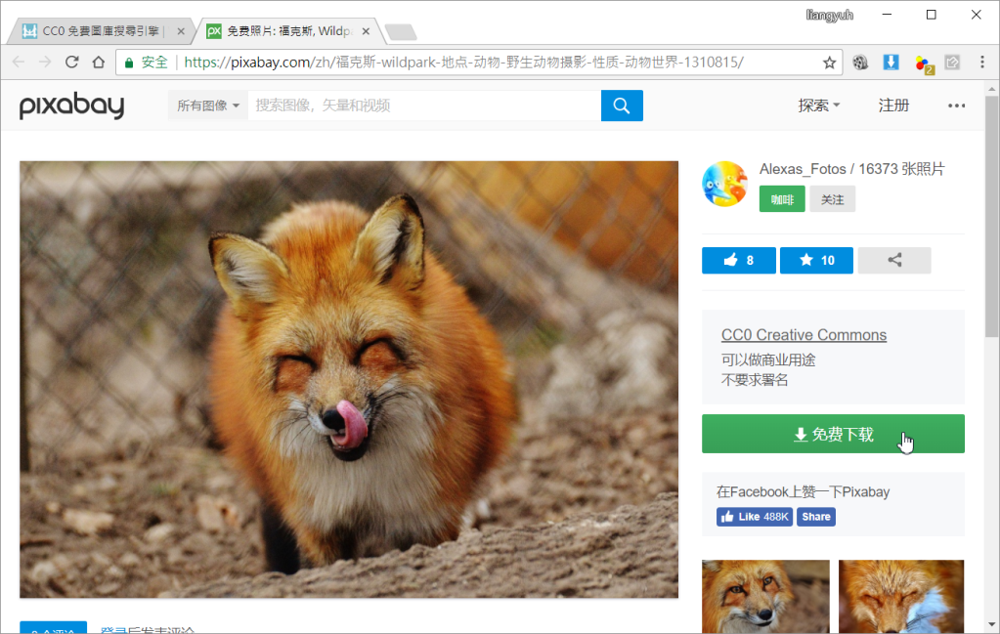 liangyuh
CC0 免費圖庫搜尋引擎 |
免费照片: 福克斯, Wildp
安全 | https://pixabay.com/zh/福克斯-wildpark-地点-动物-野生动物摄影-性质-动物世界-1310815/
2
pixabay
所有图像
搜索图像，矢量和视频
探索
注册
Alexas_Fotos / 16373 张照片
咖啡
关注
8
10
CC0 Creative Commons
可以做商业用途
不要求署名
免费下载
在Facebook上赞一下Pixabay
Like 488K
Share
登录后发表评论